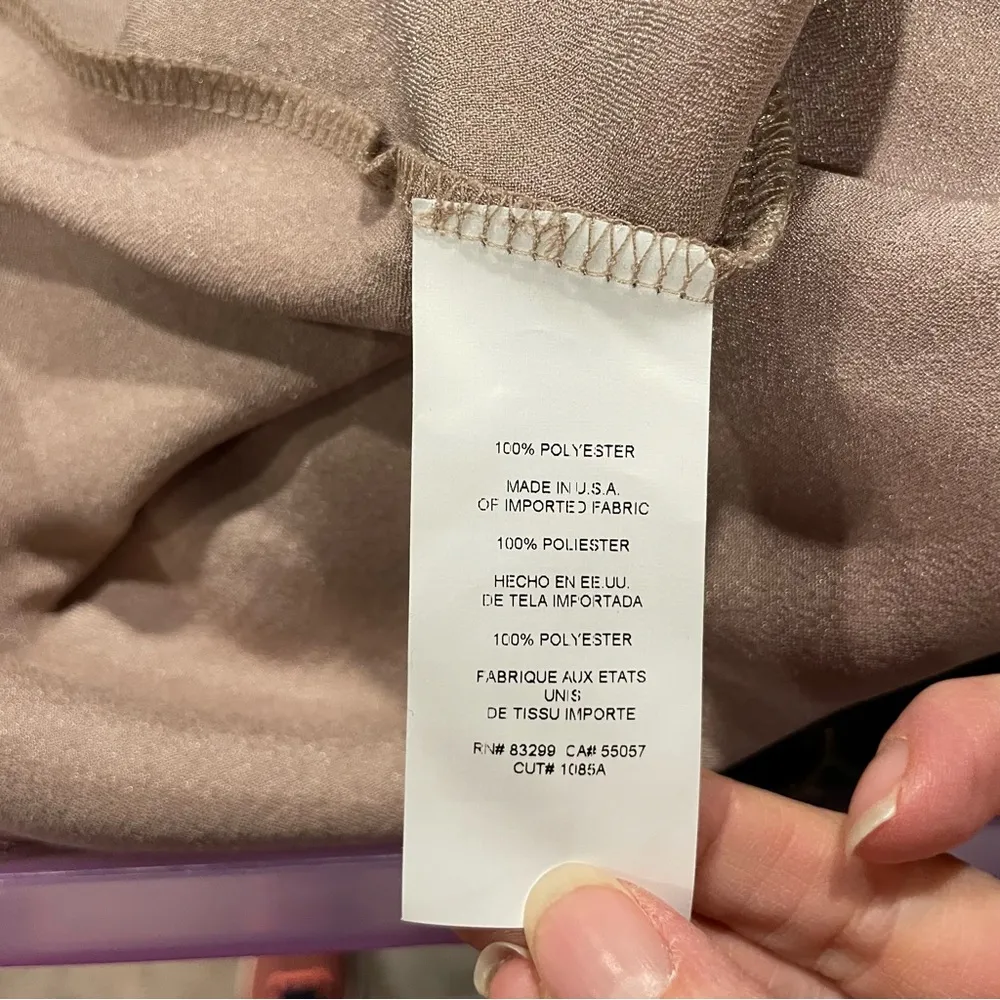 100% POLYESTER
MADE IN U.S.A.
OF IMPORTED FABRIC
100% POLIESTER
HECHO EN EE.UU.
DE TELA IMPORTADA
100% POLYESTER
FABRIQUE AUX ETATS
UNIS
DE TISSU IMPORTE
RN# 83299 CA# 55057
CUT# 1085A